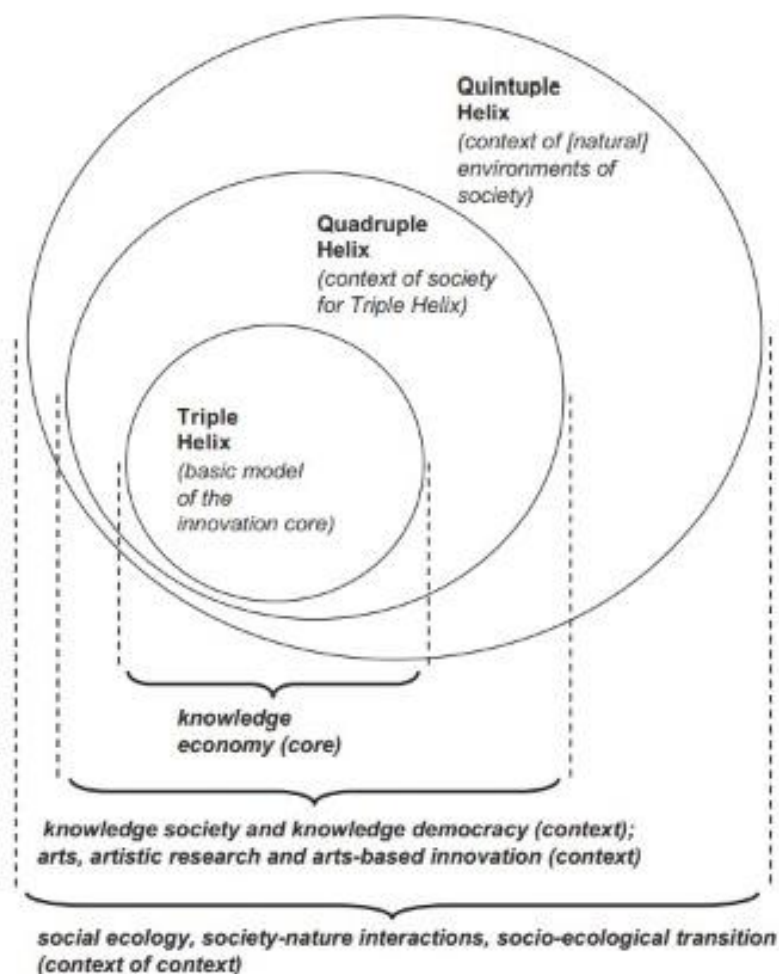 Quintuple
Helix
(context of [natural]
environments of
society)
Quadruple
Helix
(context of society
for Triple Helix)
Triple
Helix
(basic model
of the
innovation core)
knowledge
economy (core)
knowledge society and knowledge democracy (context);
arts, artistic research and arts-based innovation (context)
social ecology, society-nature interactions, socio-ecological transition
(context of context)